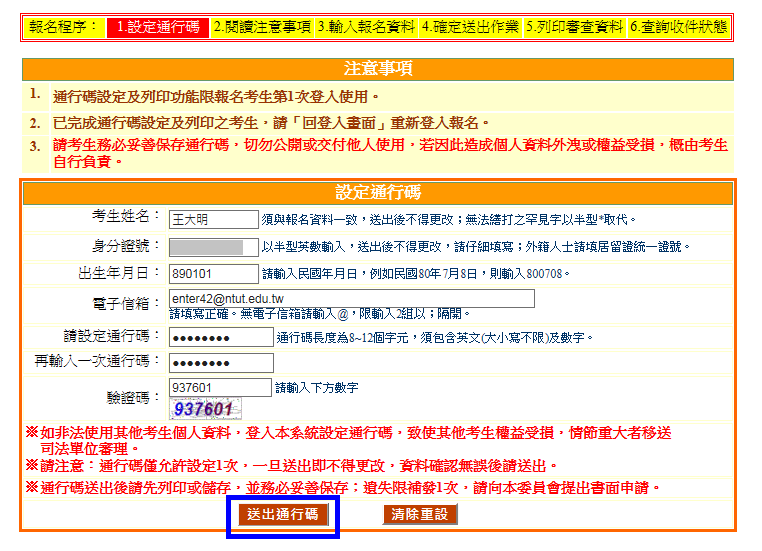 報名程序： 1.設定通行碼 2.閱讀注意事項 3.輸入報名資料 4.確定送出作業 5.列印審查資料 6.查詢收件狀態
注意事項
1. 通行碼設定及列印功能限報名考生第1次登入使用。
2. 已完成通行碼設定及列印之考生，請「回登入畫面」重新登入報名。
3. 請考生務必妥善保存通行碼，切勿公開或交付他人使用，若因此造成個人資料外洩或權益受損，概由考生
自行負責。
設定通行碼
考生姓名： 王大明 須與報名資料一致，送出後不得更改；無法繕打之罕見字以半型*取代。
身分證號： 以半型英數輸入，送出後不得更改，請仔細填寫；外籍人士請填居留證統一證號。
出生年月日： 890101 請輸入民國年月日，例如民國80年7月8日，則輸入800708。
電子信箱： enter42@ntut.edu.tw
請填寫正確。無電子信箱請輸入@，限輸入2組以；隔開。
請設定通行碼： ●●●●●●●● 通行碼長度為8~12個字元，須包含英文(大小寫不限)及數字。
再輸入一次通行碼： ●●●●●●●●
驗證碼： 937601 請輸入下方數字
937601
※如非法使用其他考生個人資料，登入本系統設定通行碼，致使其他考生權益受損，情節重大者移送
司法單位審理。
※請注意：通行碼僅允許設定1次，一旦送出即不得更改，資料確認無誤後請送出。
※通行碼送出後請先列印或儲存，並務必妥善保存；遺失限補發1次，請向本委員會提出書面申請。
送出通行碼 清除重設